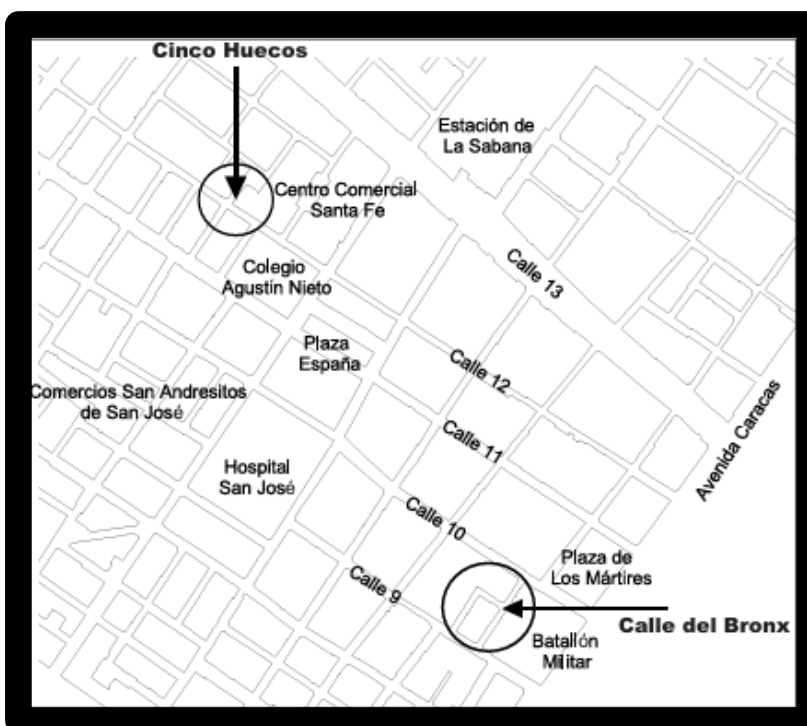 Cinco Huecos
Estación de
La Sabana
Centro Comercial
Santa Fe
Colegio
Agustín Nieto
Calle 13
Plaza
España
Calle 12
Comercios San Andresitos
de San José
Avenida Caracas
Calle 11
Hospital
San José
Calle 10
Plaza de
Los Mártires
Calle 9
Calle del Bronx
Batallón
Militar